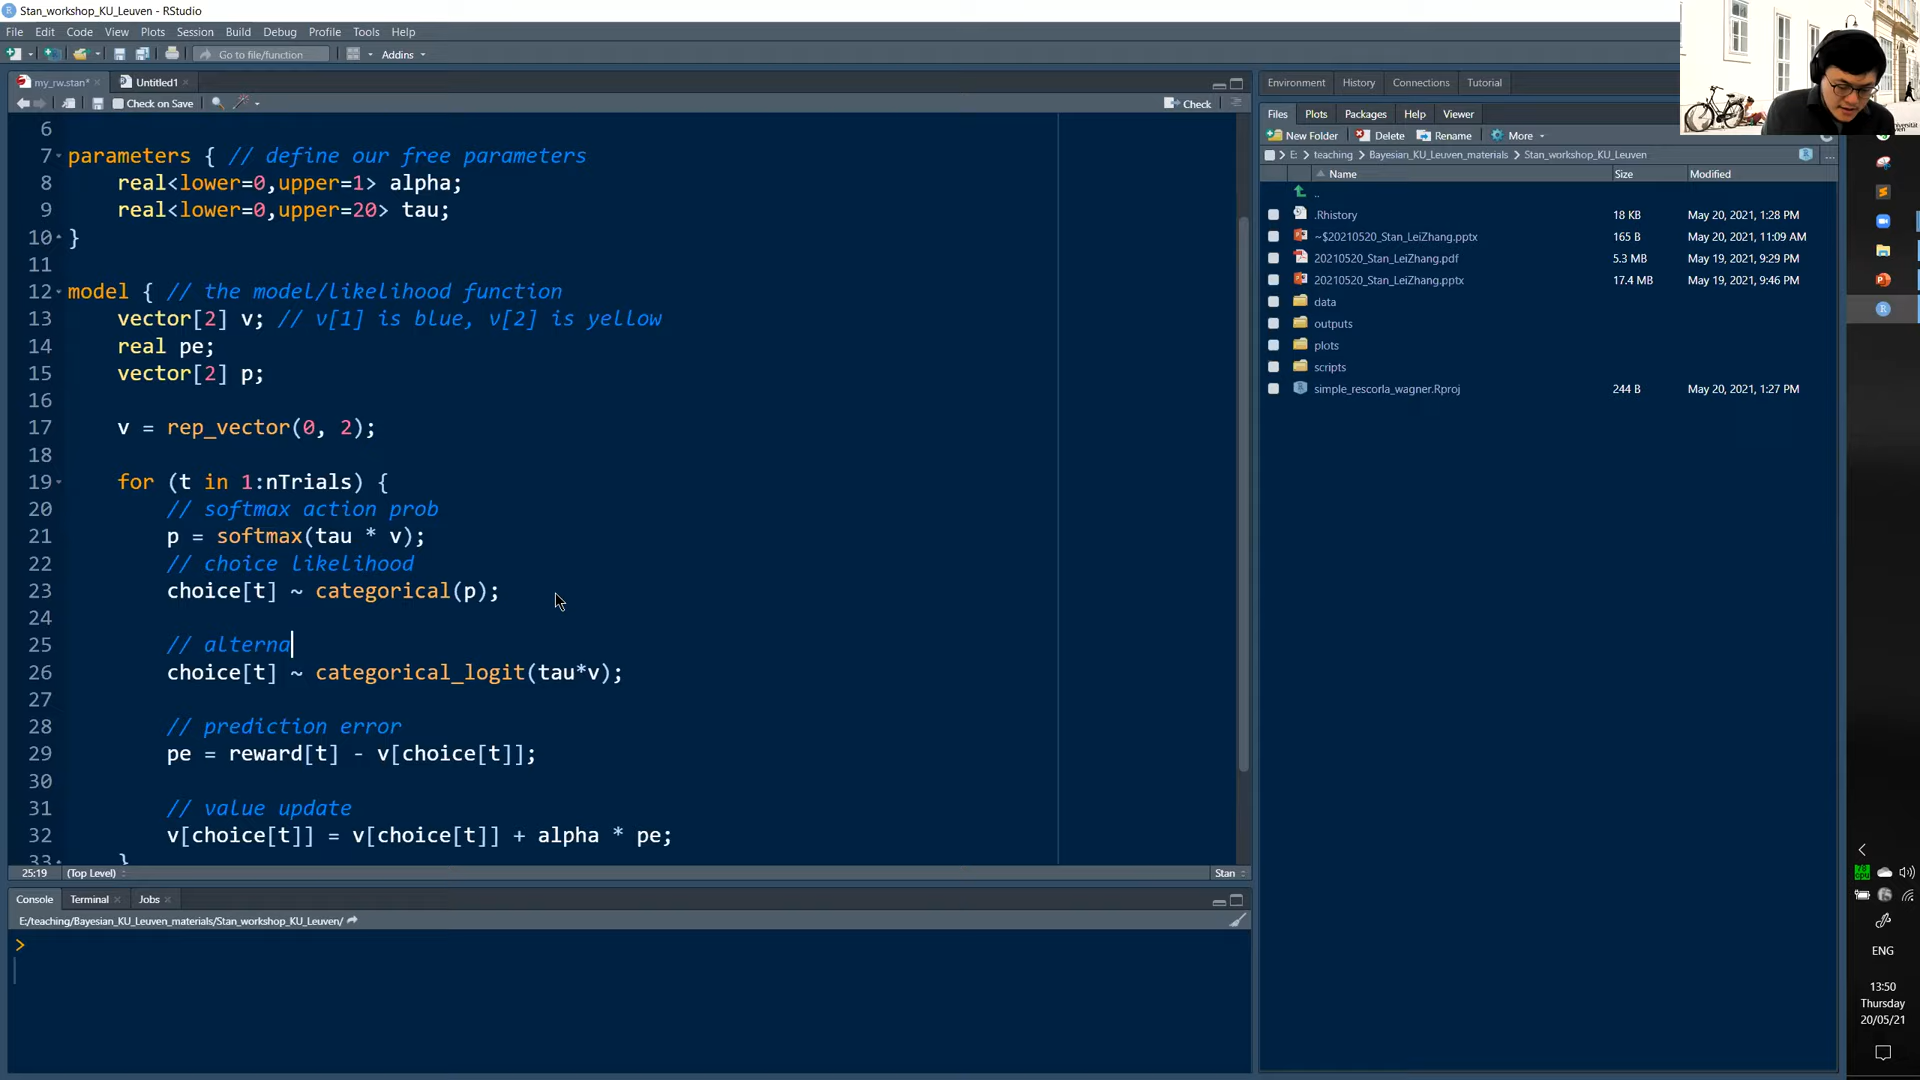 Stan_workshop_KU_Leuven - RStudio
File Edit Code View Plots Session Build Debug Profile Tools Help
Go to file/function Addins
my_rw.stan* Untitled1
Check on Save Check
6
7 parameters { // define our free parameters
8 real<lower=0,upper=1> alpha;
9 real<lower=0,upper=20> tau;
10 }
11
12 model { // the model/likelihood function
13 vector[2] v; // v[1] is blue, v[2] is yellow
14 real pe;
15 vector[2] p;
16
17 v = rep_vector(0, 2);
18
19 for (t in 1:nTrials) {
20 // softmax action prob
21 p = softmax(tau * v);
22 // choice likelihood
23 choice[t] ~ categorical(p);
24
25 // alterna
26 choice[t] ~ categorical_logit(tau*v);
27
28 // prediction error
29 pe = reward[t] - v[choice[t]];
30
31 // value update
32 v[choice[t]] = v[choice[t]] + alpha * pe;
33 }
25:19 (Top Level) Stan
Console Terminal Jobs
E:/teaching/Bayesian_KU_Leuven_materials/Stan_workshop_KU_Leuven/
>
Environment History Connections Tutorial
Files Plots Packages Help Viewer
New Folder Delete Rename More
E: teaching Bayesian_KU_Leuven_materials Stan_workshop_KU_Leuven ...
Name Size Modified
..
.Rhistory 18 KB May 20, 2021, 1:28 PM
~$20210520_Stan_LeiZhang.pptx 165 B May 20, 2021, 11:09 AM
20210520_Stan_LeiZhang.pdf 5.3 MB May 19, 2021, 9:29 PM
20210520_Stan_LeiZhang.pptx 17.4 MB May 19, 2021, 9:46 PM
data
outputs
plots
scripts
simple_rescorla_wagner.Rproj 244 B May 20, 2021, 1:27 PM
ENG
13:50
Thursday
20/05/21